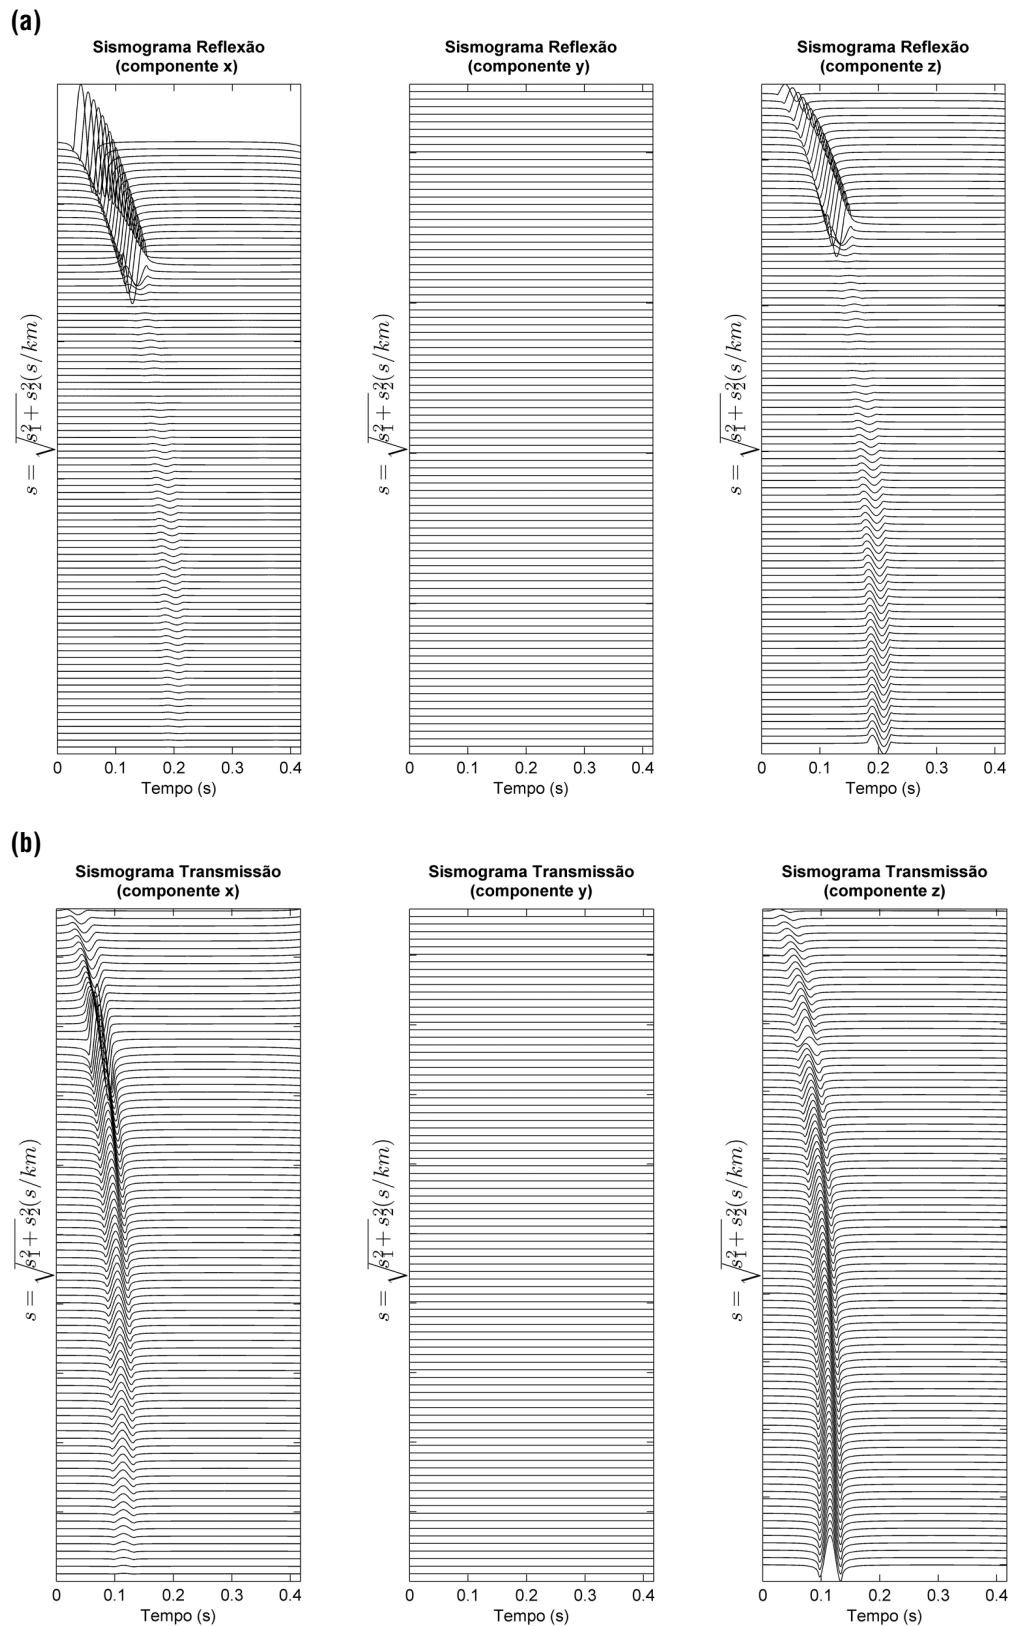 (a)
Sismograma Reflexão
(componente x)
Sismograma Reflexão
(componente y)
Sismograma Reflexão
(componente z)
s = √s₁² + s₂²(s/km)
s = √s₁² + s₂²(s/km)
s = √s₁² + s₂²(s/km)
0 0.1 0.2 0.3 0.4
Tempo (s)
0 0.1 0.2 0.3 0.4
Tempo (s)
0 0.1 0.2 0.3 0.4
Tempo (s)
(b)
Sismograma Transmissão
(componente x)
Sismograma Transmissão
(componente y)
Sismograma Transmissão
(componente z)
s = √s₁² + s₂²(s/km)
s = √s₁² + s₂²(s/km)
s = √s₁² + s₂²(s/km)
0 0.1 0.2 0.3 0.4
Tempo (s)
0 0.1 0.2 0.3 0.4
Tempo (s)
0 0.1 0.2 0.3 0.4
Tempo (s)